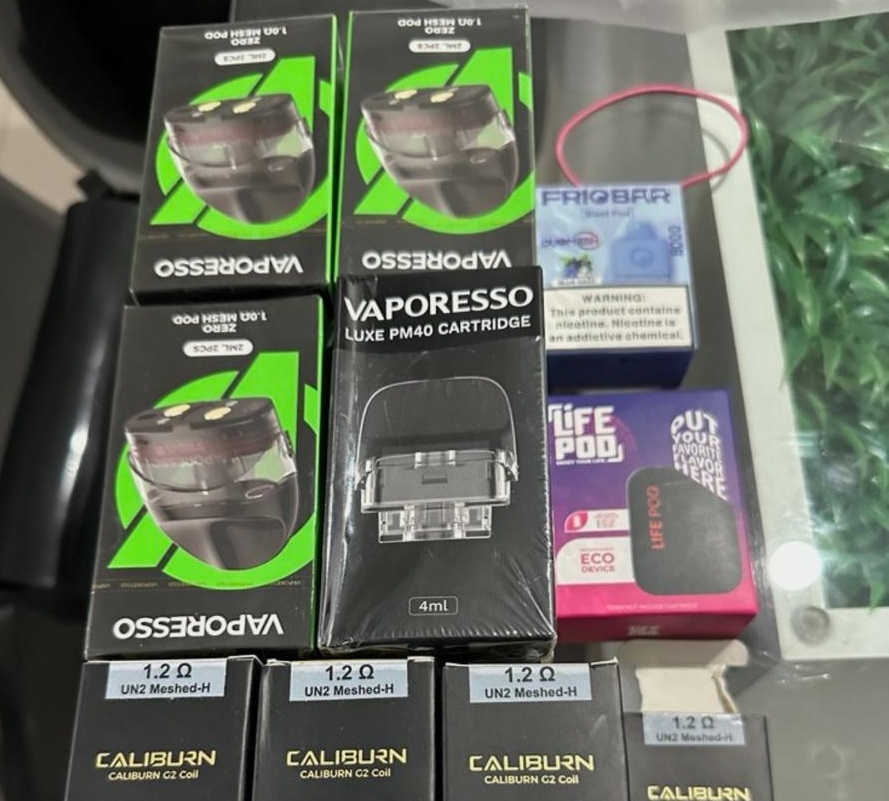 1.0Ω MESH POD
ZERO
2ML, 2PCS
VAPORESSO
1.0Ω MESH POD
ZERO
2ML, 2PCS
VAPORESSO
1.0Ω MESH POD
ZERO
2ML, 2PCS
VAPORESSO
VAPORESSO
LUXE PM40 CARTRIDGE
4ml
FRIOBAR
8000
WARNING:
This product contains
nicotine. Nicotine is
an addictive chemical.
LIFE
POD
ENJOY YOUR LIFE.
PUT
YOUR
FAVORITE
FLAVOR
HERE
LIFE POD
ECO
DEVICE
1.2 Ω
UN2 Meshed-H
CALIBURN
CALIBURN G2 Coil
1.2 Ω
UN2 Meshed-H
CALIBURN
CALIBURN G2 Coil
1.2 Ω
UN2 Meshed-H
CALIBURN
CALIBURN G2 Coil
1.2 Ω
UN2 Meshed-H
CALIBURN